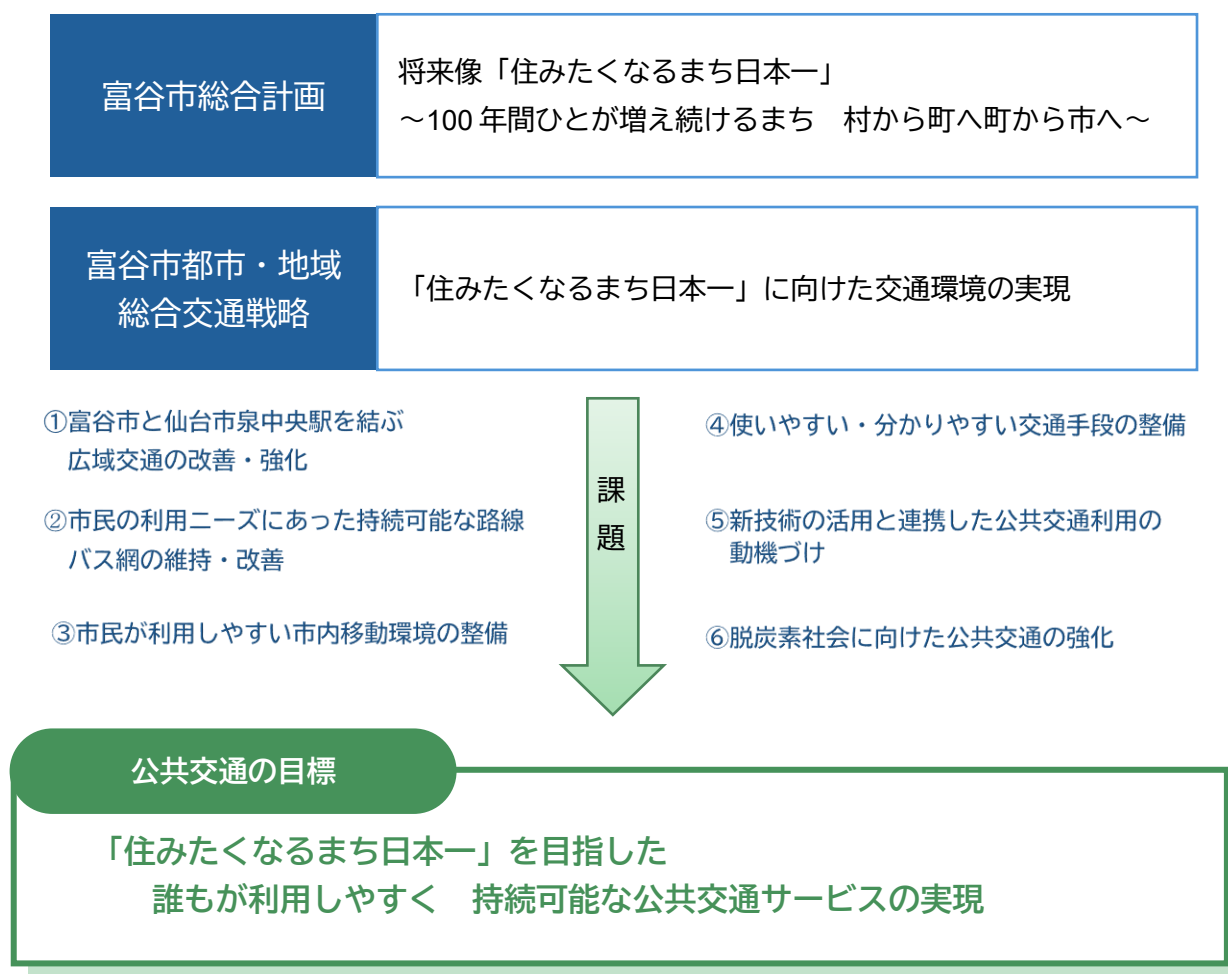 富谷市総合計画
将来像「住みたくなるまち日本一」
～100 年間ひとが増え続けるまち　村から町へ町から市へ～
富谷市都市・地域
総合交通戦略
「住みたくなるまち日本一」に向けた交通環境の実現
①富谷市と仙台市泉中央駅を結ぶ
広域交通の改善・強化
②市民の利用ニーズにあった持続可能な路線
バス網の維持・改善
③市民が利用しやすい市内移動環境の整備
課
題
④使いやすい・分かりやすい交通手段の整備
⑤新技術の活用と連携した公共交通利用の
動機づけ
⑥脱炭素社会に向けた公共交通の強化
公共交通の目標
「住みたくなるまち日本一」を目指した
誰もが利用しやすく　持続可能な公共交通サービスの実現